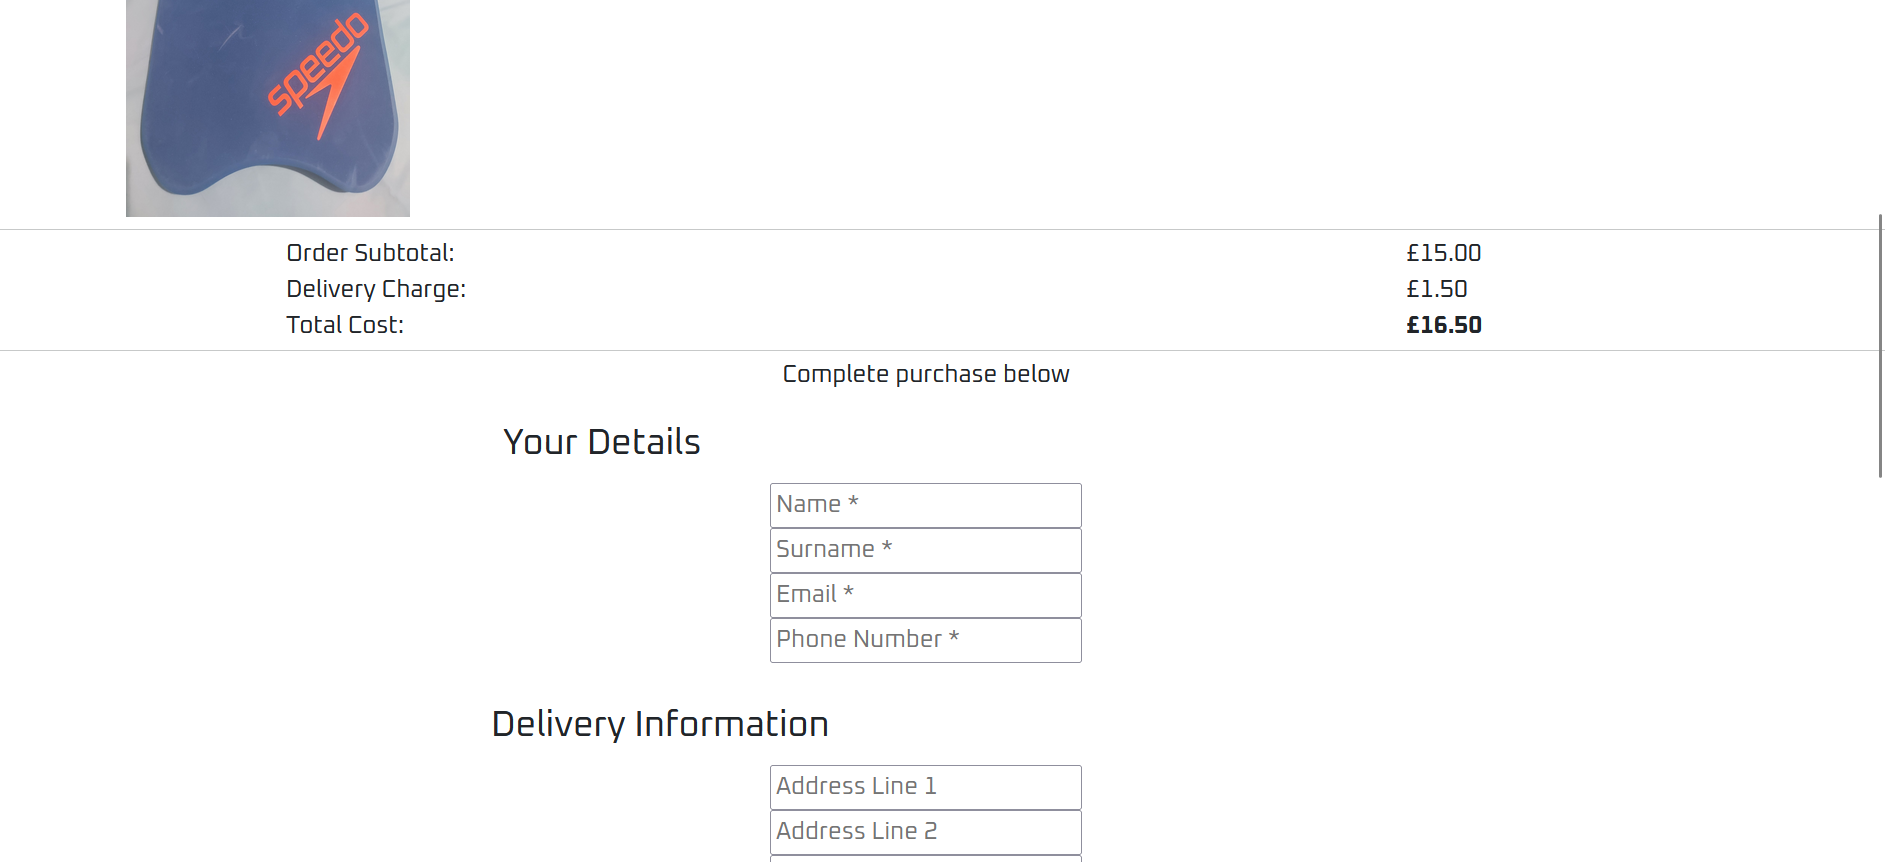 speedo
Order Subtotal: £15.00
Delivery Charge: £1.50
Total Cost: £16.50
Complete purchase below
Your Details
Name *
Surname *
Email *
Phone Number *
Delivery Information
Address Line 1
Address Line 2